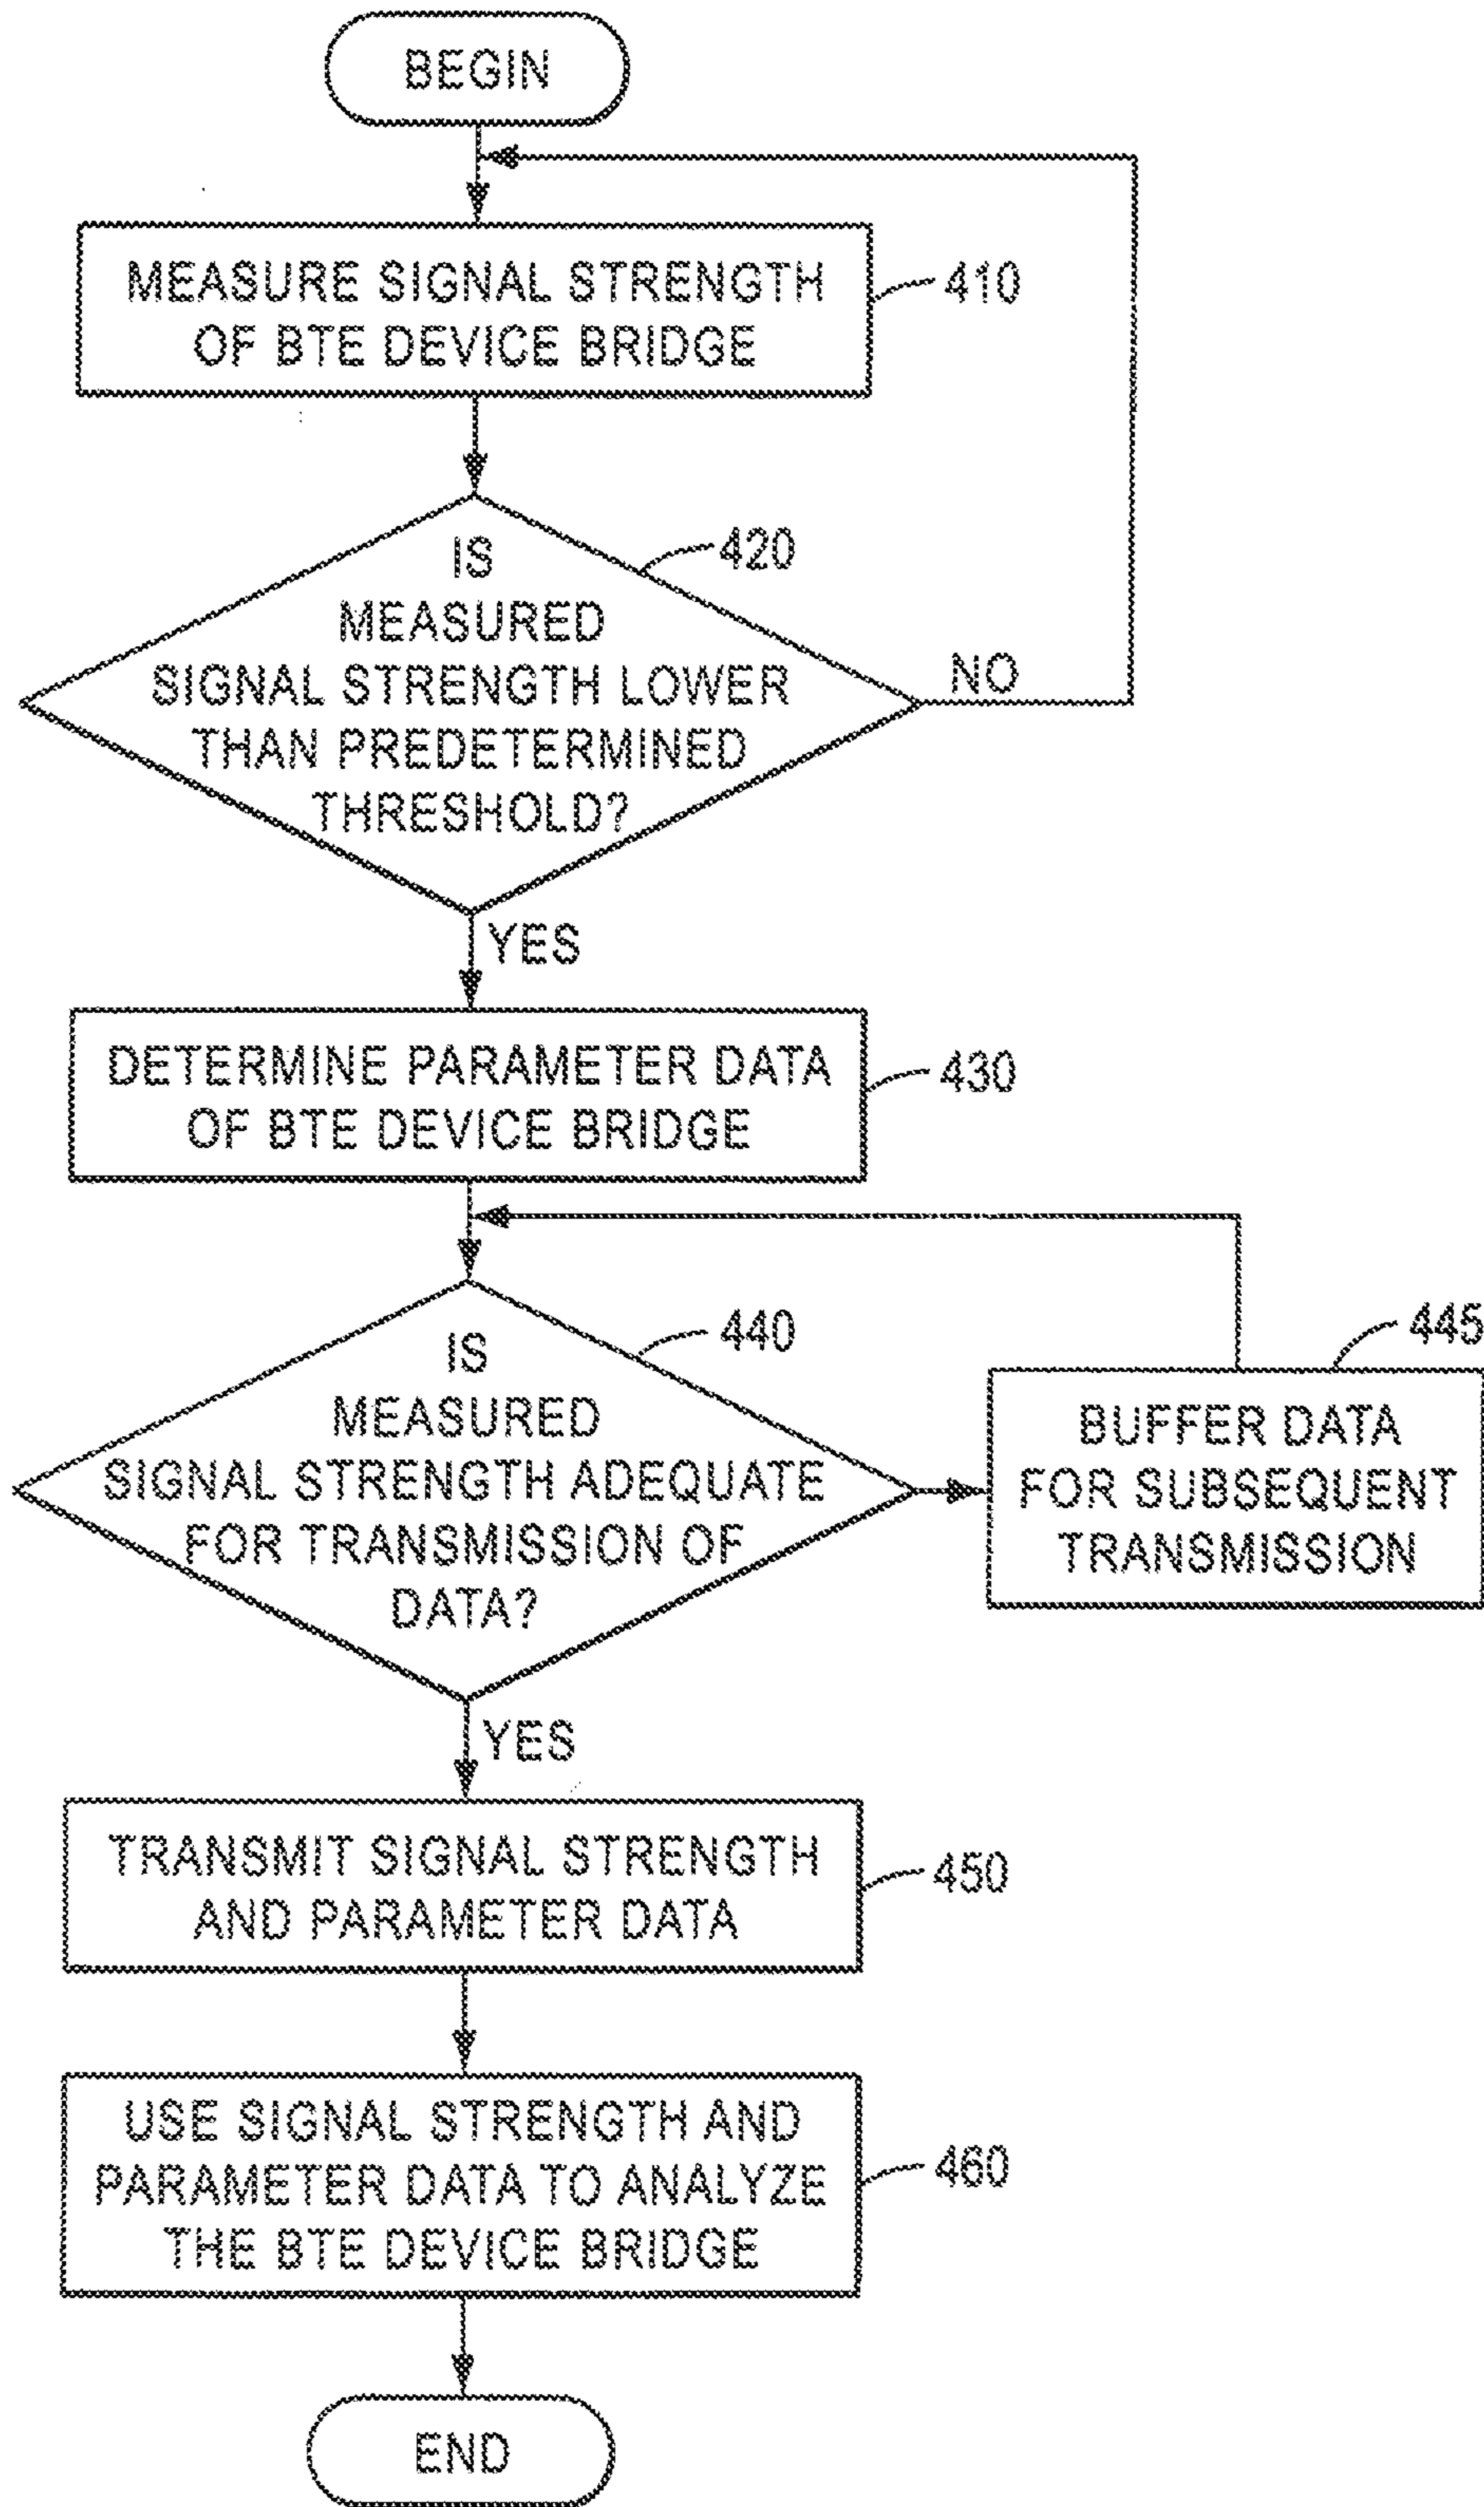 BEGIN
MEASURE SIGNAL STRENGTH
OF BTE DEVICE BRIDGE
410
IS
MEASURED
SIGNAL STRENGTH LOWER
THAN PREDETERMINED
THRESHOLD?
420
NO
YES
DETERMINE PARAMETER DATA
OF BTE DEVICE BRIDGE
430
IS
MEASURED
SIGNAL STRENGTH ADEQUATE
FOR TRANSMISSION OF
DATA?
440
445
BUFFER DATA
FOR SUBSEQUENT
TRANSMISSION
YES
TRANSMIT SIGNAL STRENGTH
AND PARAMETER DATA
450
USE SIGNAL STRENGTH AND
PARAMETER DATA TO ANALYZE
THE BTE DEVICE BRIDGE
460
END